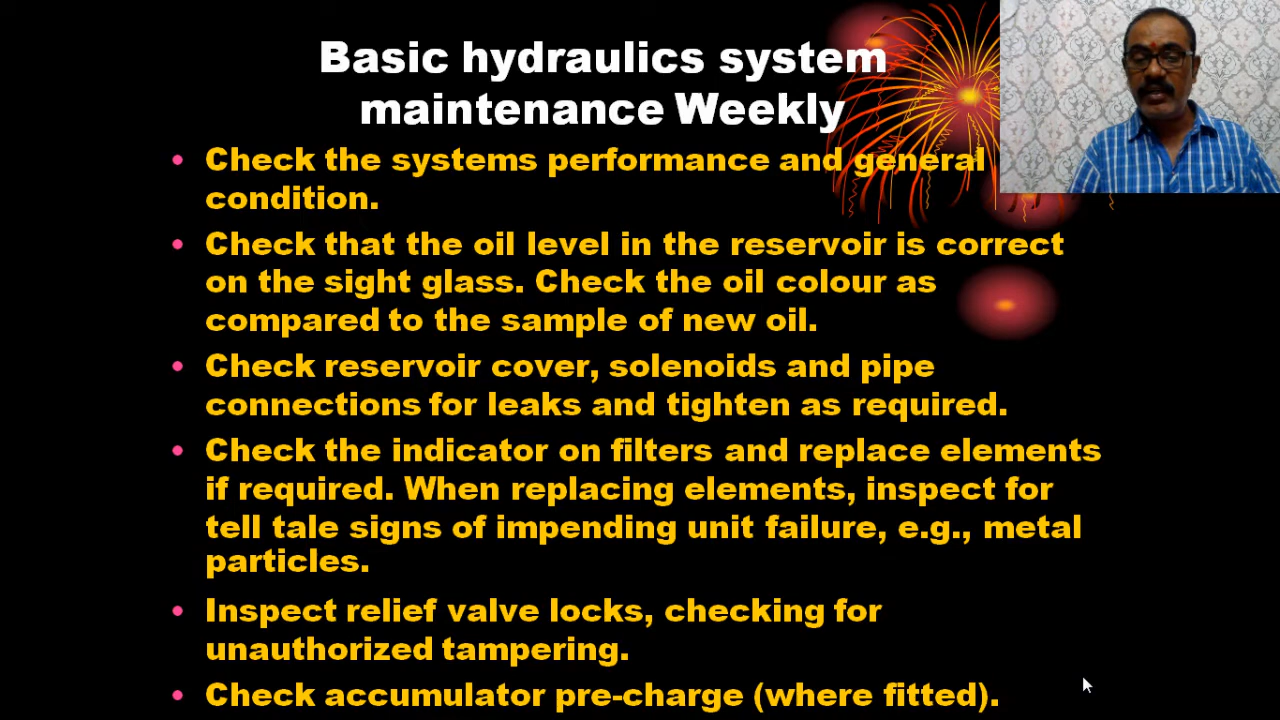 Basic hydraulics system
maintenance Weekly
• Check the systems performance and general
condition.
• Check that the oil level in the reservoir is correct
on the sight glass. Check the oil colour as
compared to the sample of new oil.
• Check reservoir cover, solenoids and pipe
connections for leaks and tighten as required.
• Check the indicator on filters and replace elements
if required. When replacing elements, inspect for
tell tale signs of impending unit failure, e.g., metal
particles.
• Inspect relief valve locks, checking for
unauthorized tampering.
• Check accumulator pre-charge (where fitted).